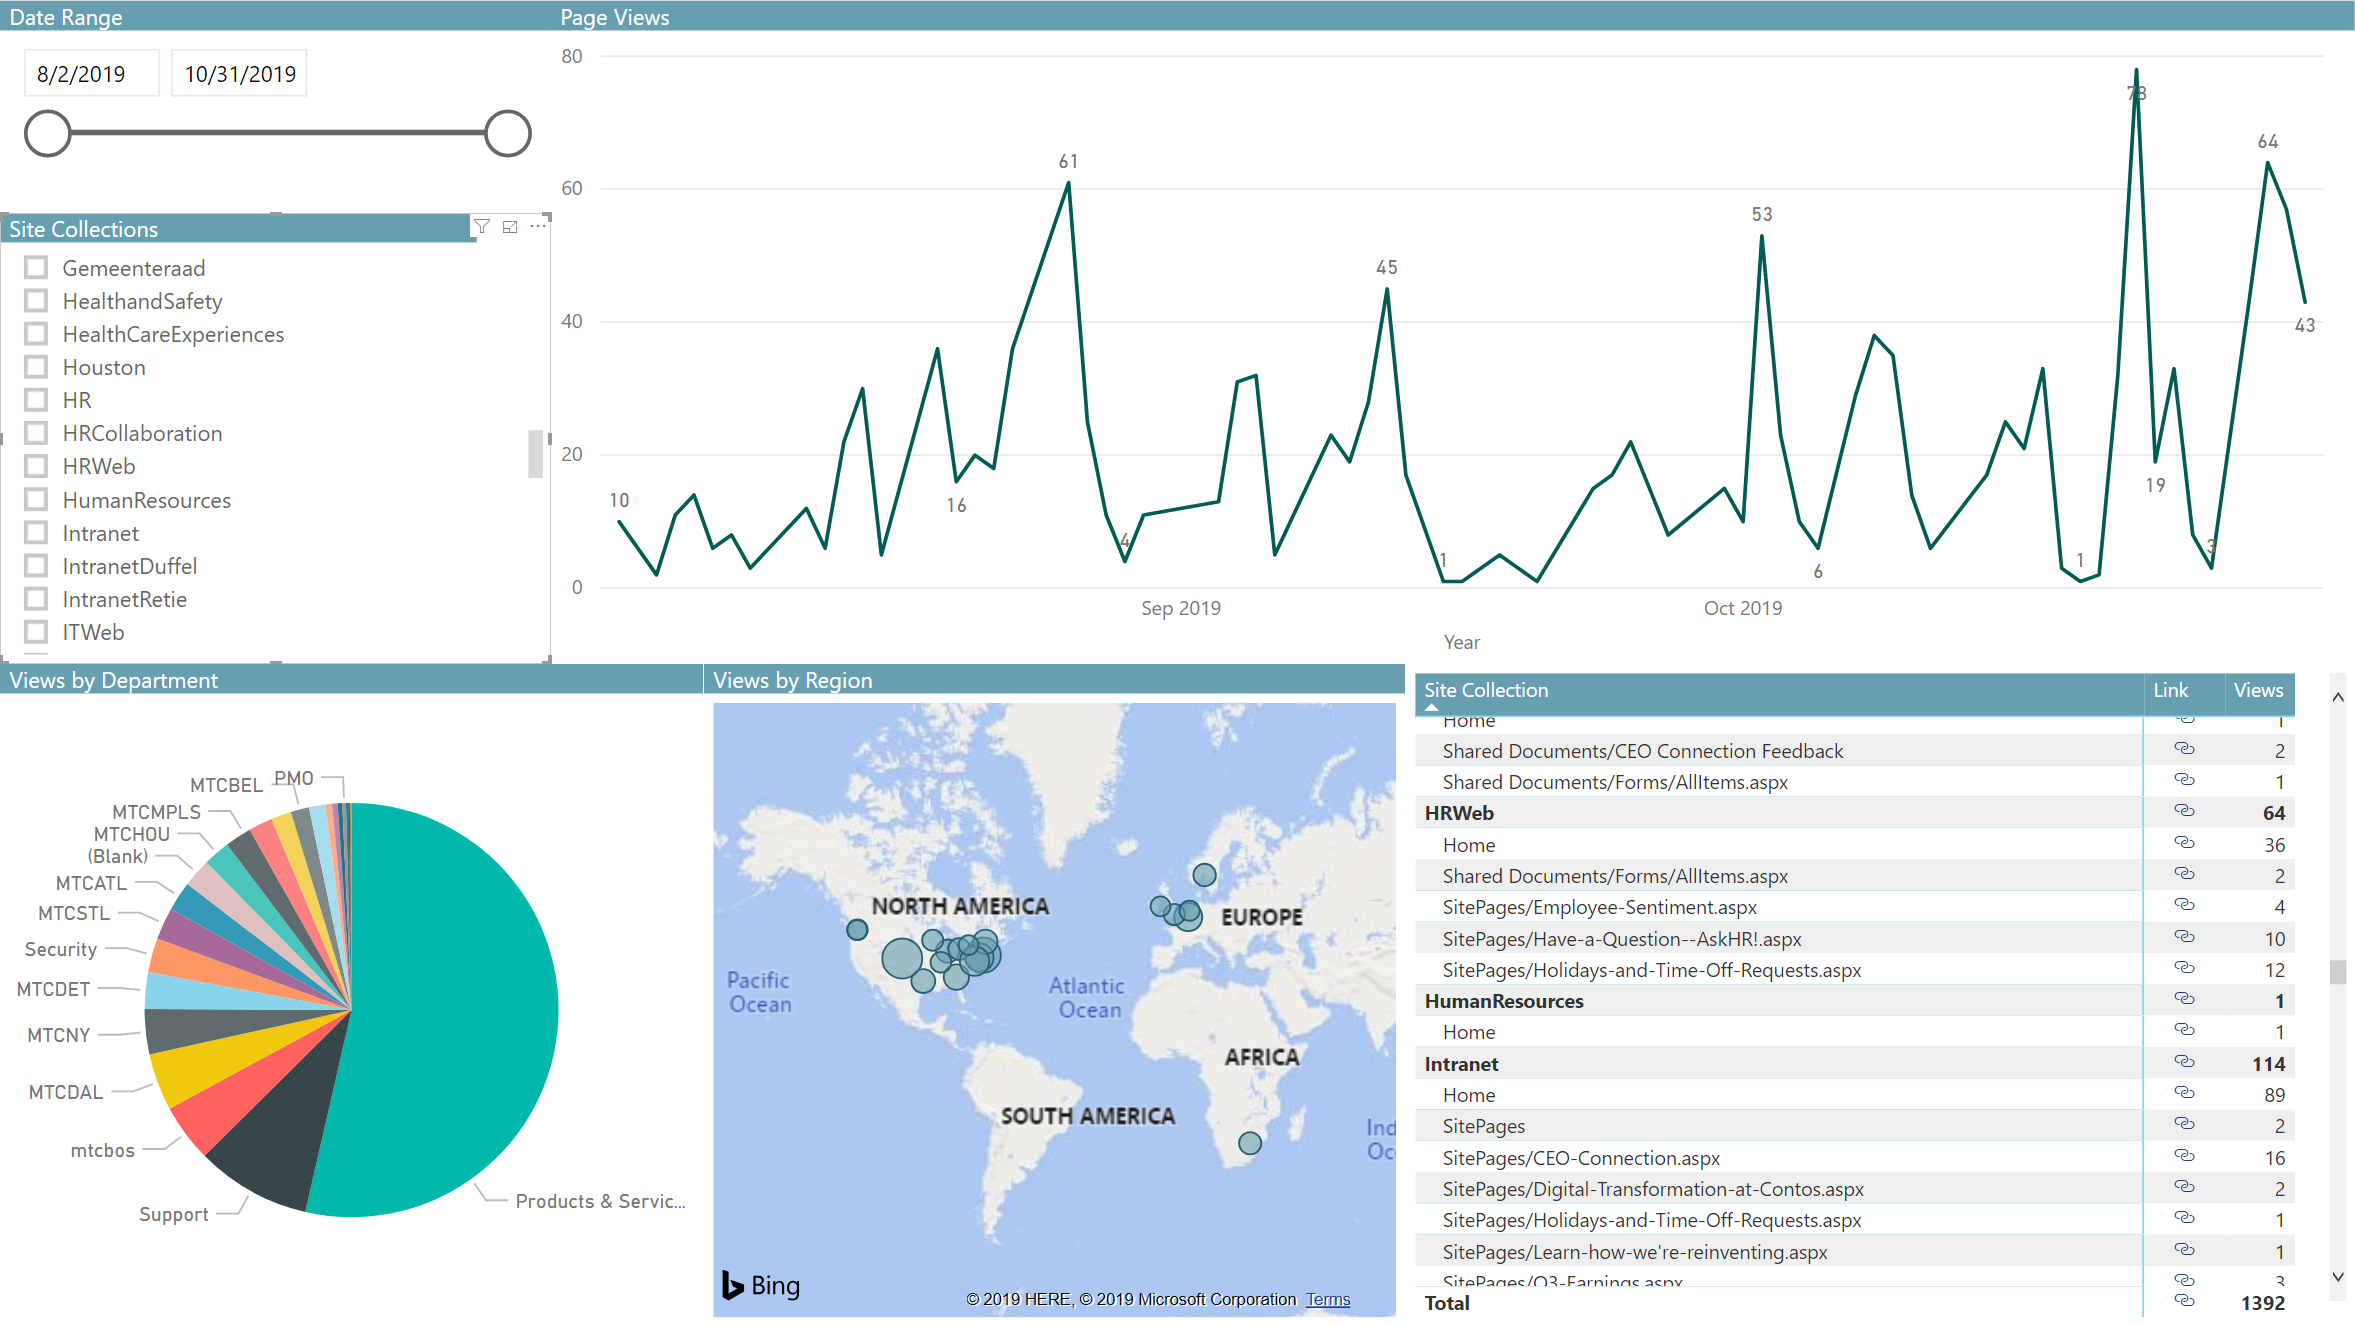 Date Range
8/2/2019 10/31/2019
Page Views
80
60
40
20
0
10
16
61
4
45
1
53
6
1
78
19
3
64
43
Sep 2019 Oct 2019
Year
Site Collections
Gemeenteraad
HealthandSafety
HealthCareExperiences
Houston
HR
HRCollaboration
HRWeb
HumanResources
Intranet
IntranetDuffel
IntranetRetie
ITWeb
Views by Department
PMO
MTCBEL
MTCMPLS
MTCHOU
(Blank)
MTCATL
MTCSTL
Security
MTCDET
MTCNY
MTCDAL
mtcbos
Support
Products & Servic...
Views by Region
NORTH AMERICA
EUROPE
Pacific
Ocean
Atlantic
Ocean
AFRICA
SOUTH AMERICA
Ind
Oc
Bing
© 2019 HERE, © 2019 Microsoft Corporation Terms
Site Collection Link Views
Home 1
Shared Documents/CEO Connection Feedback 2
Shared Documents/Forms/AllItems.aspx 1
HRWeb 64
Home 36
Shared Documents/Forms/AllItems.aspx 2
SitePages/Employee-Sentiment.aspx 4
SitePages/Have-a-Question--AskHR!.aspx 10
SitePages/Holidays-and-Time-Off-Requests.aspx 12
HumanResources 1
Home 1
Intranet 114
Home 89
SitePages 2
SitePages/CEO-Connection.aspx 16
SitePages/Digital-Transformation-at-Contos.aspx 2
SitePages/Holidays-and-Time-Off-Requests.aspx 1
SitePages/Learn-how-we're-reinventing.aspx 1
SitePages/Q3-Earnings.aspx 3
Total 1392